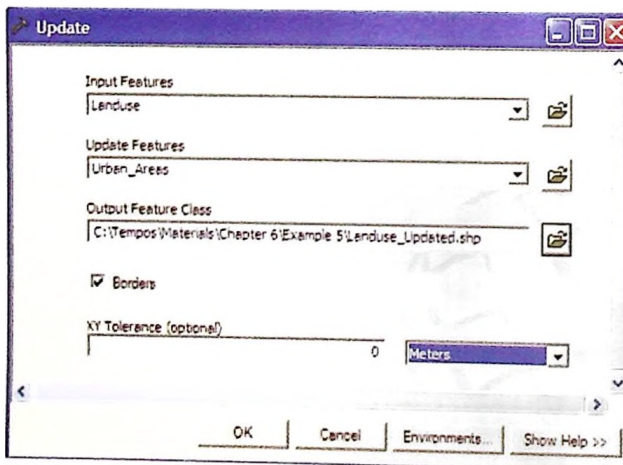 Update
Input Features
Landuse
Update Features
Urban_Areas
Output Feature Class
C:\Tempos\Materials\Chapter 6\Example 5\Landuse_Updated.shp
Borders
XY Tolerance (optional)
0 Meters
OK Cancel Environments... Show Help >>